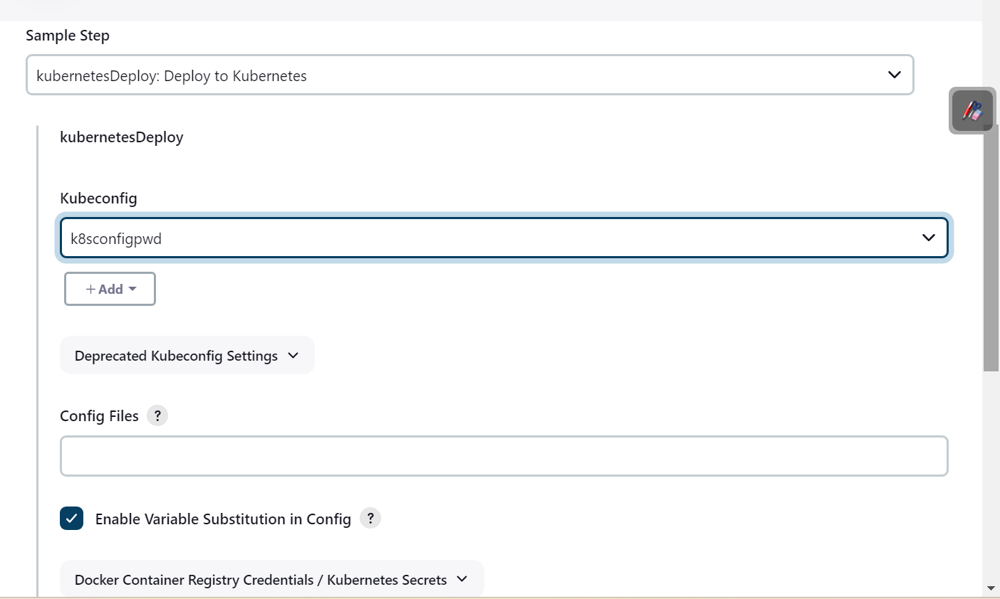 Sample Step
kubernetesDeploy: Deploy to Kubernetes
kubernetesDeploy
Kubeconfig
k8sconfigpwd
+ Add
Deprecated Kubeconfig Settings
Config Files ?
Enable Variable Substitution in Config ?
Docker Container Registry Credentials / Kubernetes Secrets